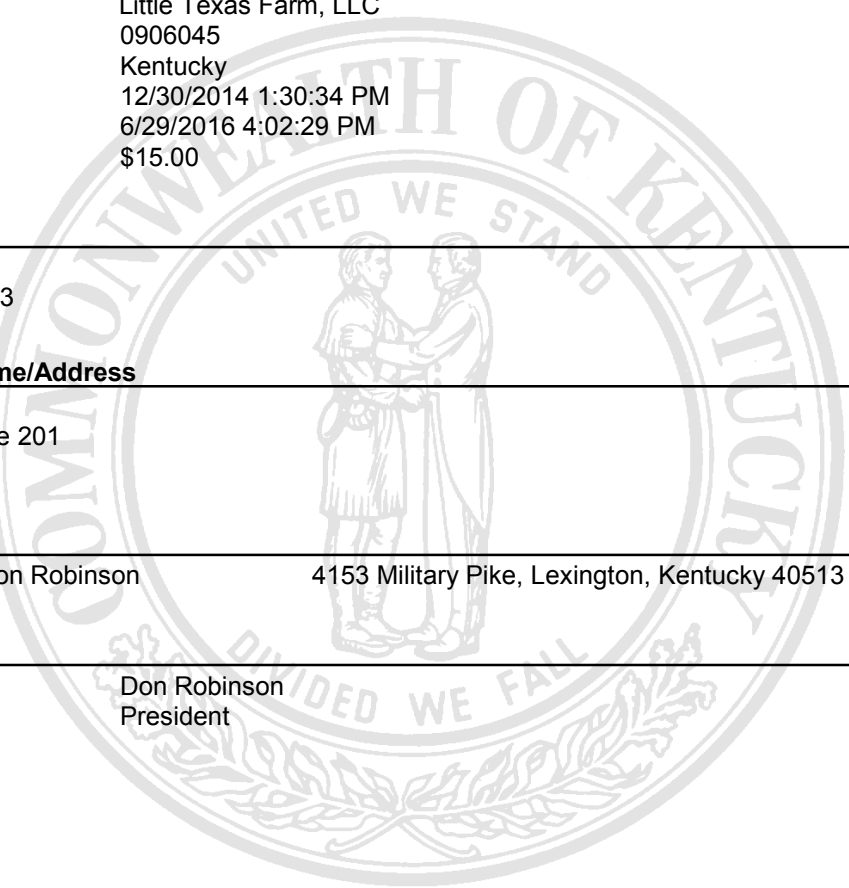 Little Texas Farm, LLC
0906045
Kentucky
12/30/2014 1:30:34 PM
6/29/2016 4:02:29 PM
$15.00
COMMONWEALTH OF KENTUCKY
UNITED WE STAND
3
me/Address
e 201
on Robinson 4153 Military Pike, Lexington, Kentucky 40513
DIVIDED WE FALL
Don Robinson
President